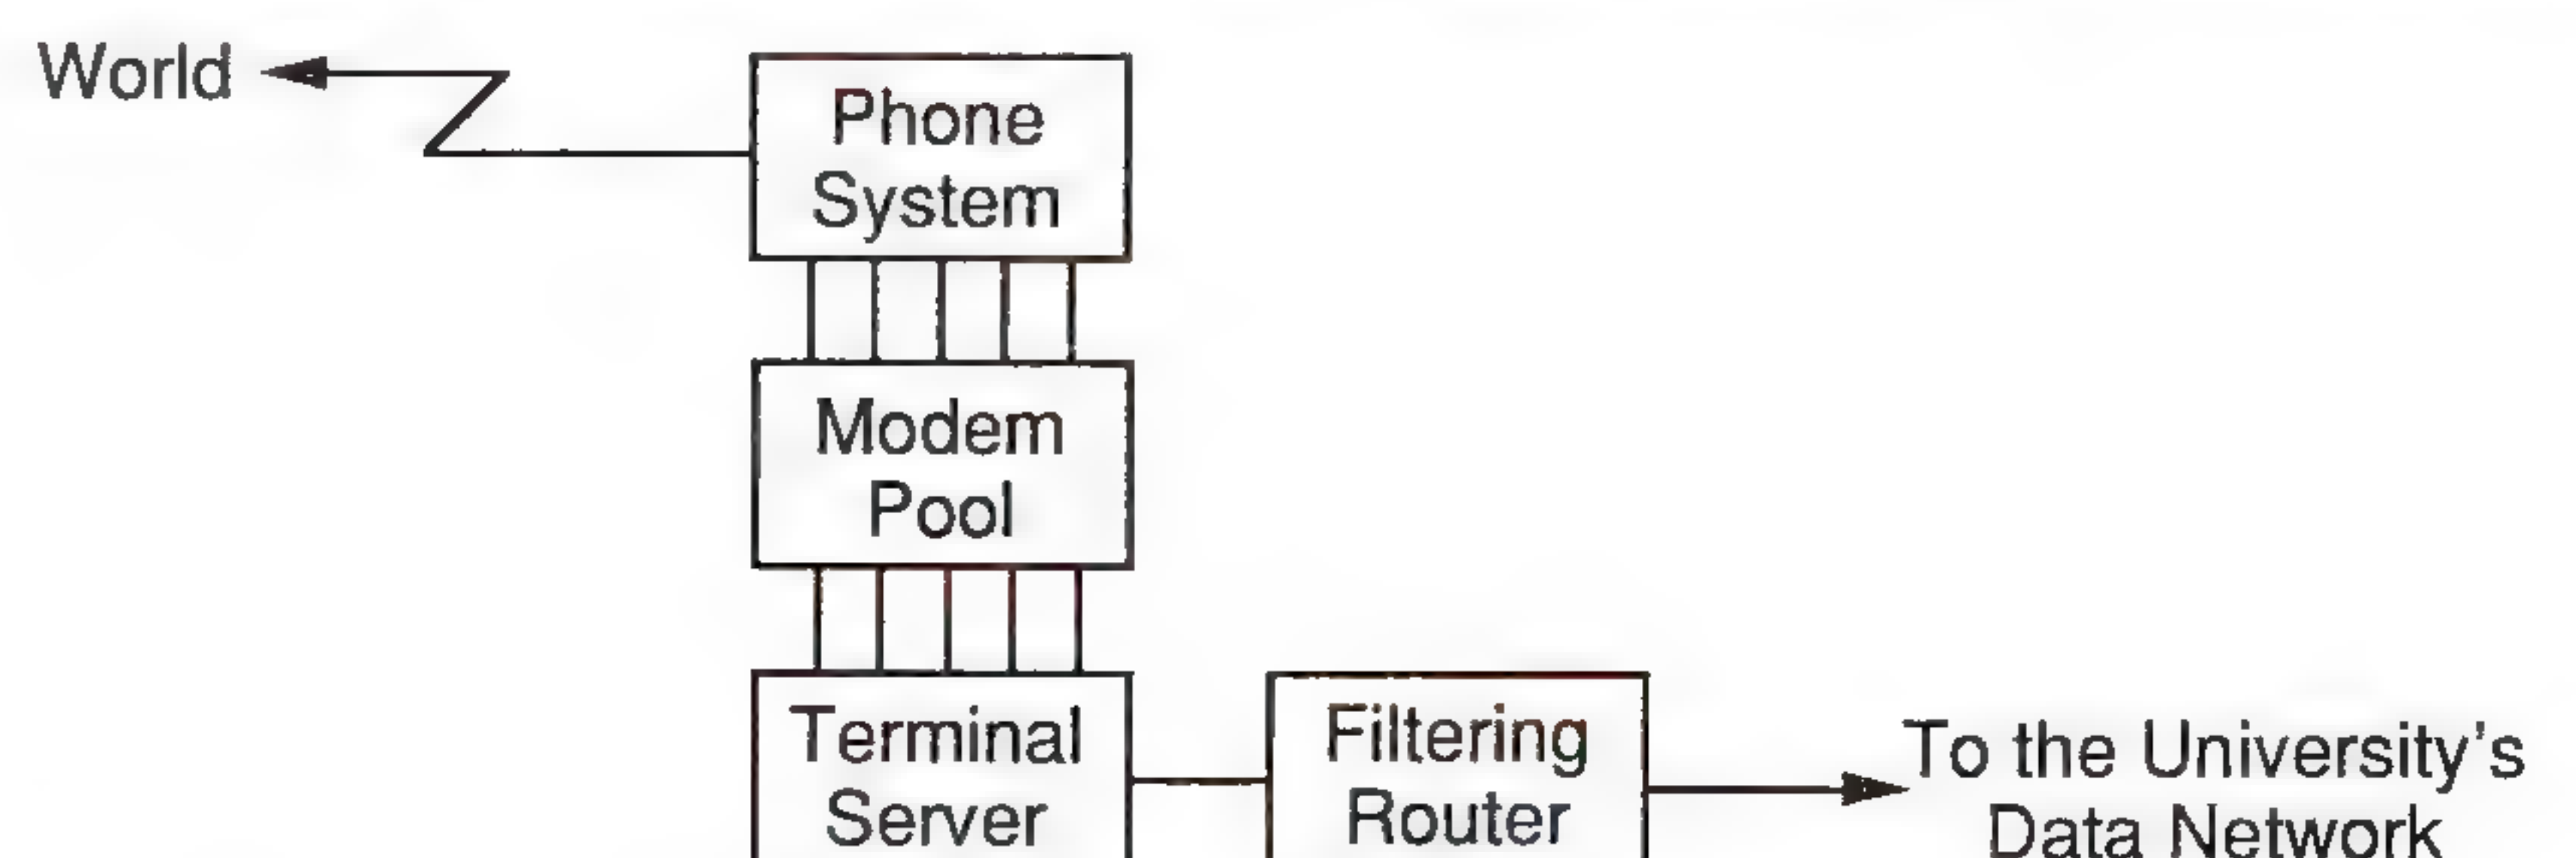 World
Phone
System
Modem
Pool
Terminal
Server
Filtering
Router
To the University's
Data Network